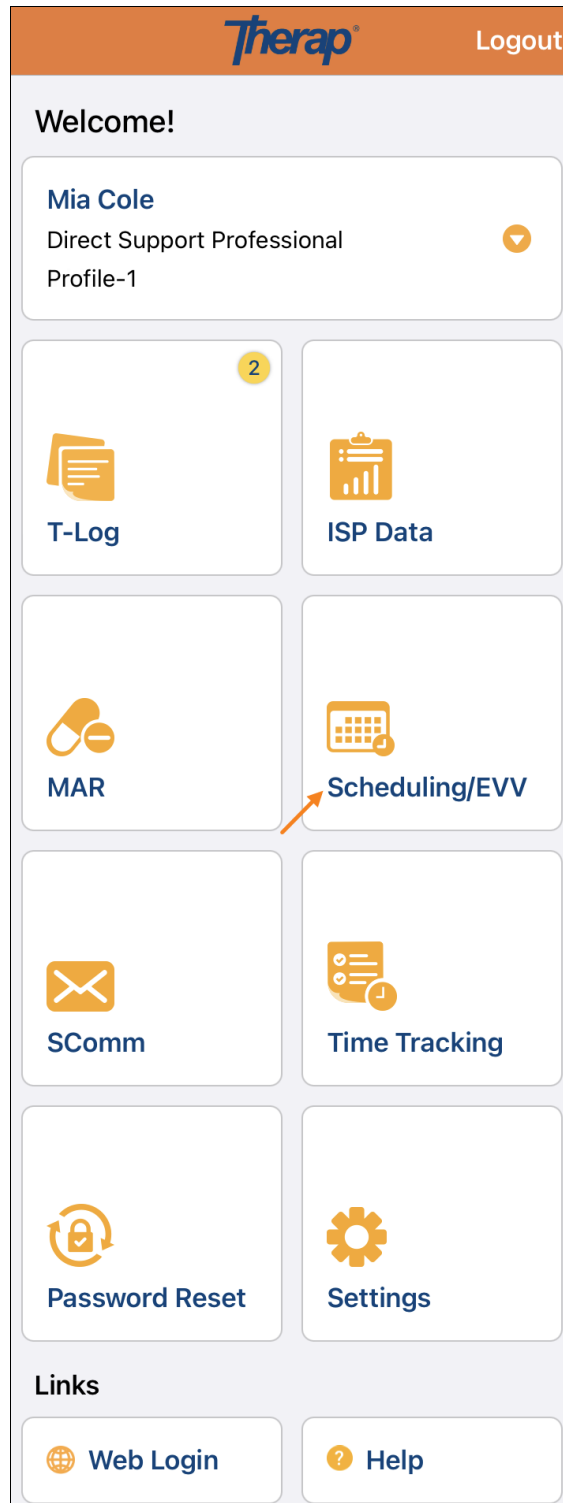 Therap®
Logout
Welcome!
Mia Cole
Direct Support Professional
Profile-1
2
T-Log
ISP Data
MAR
Scheduling/EVV
SComm
Time Tracking
Password Reset
Settings
Links
Web Login
? Help